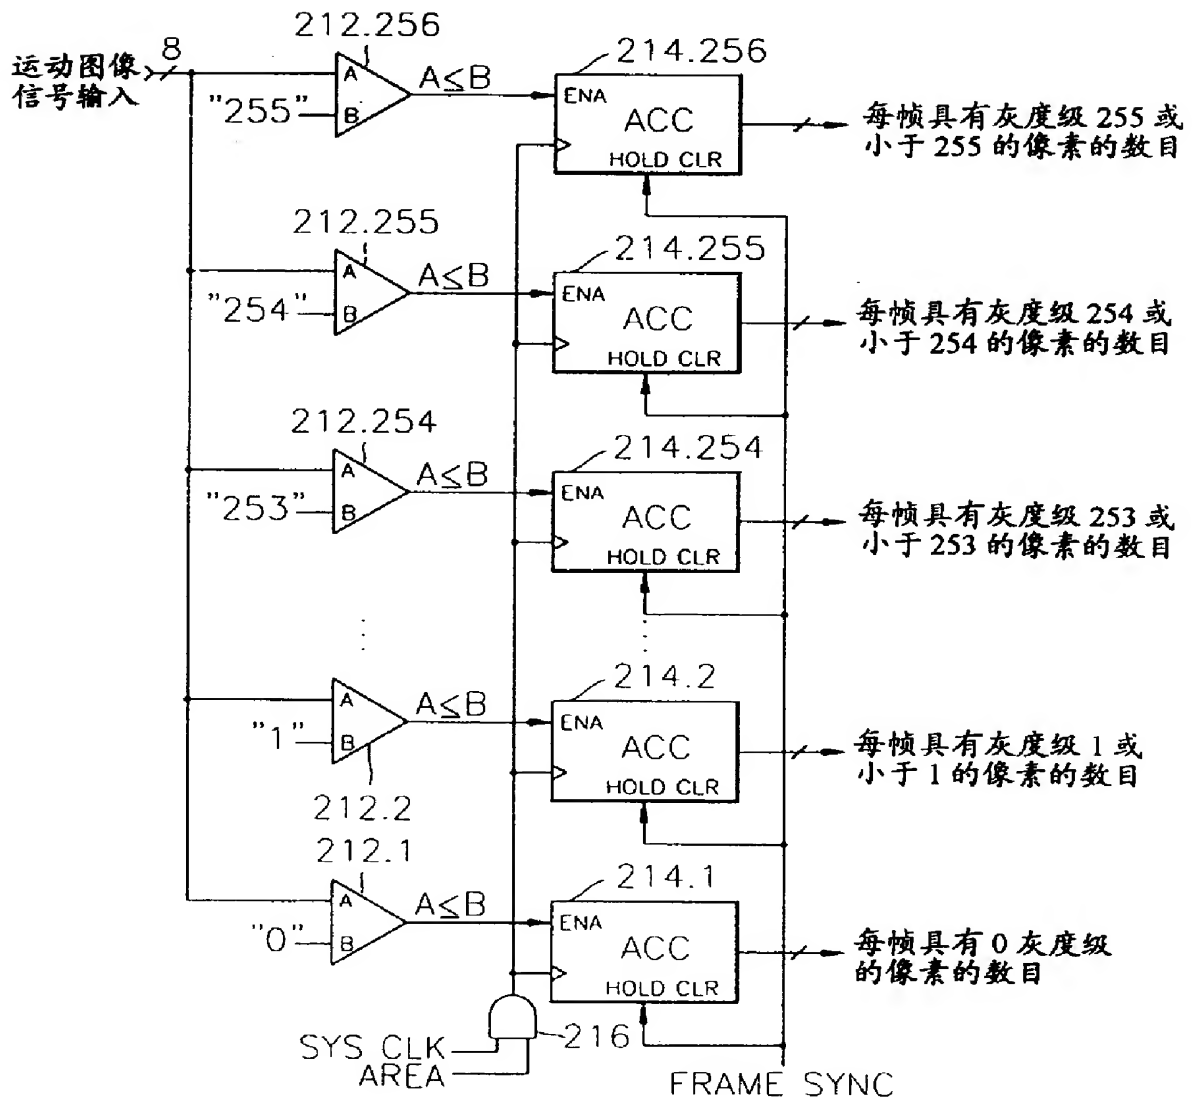 212.256
8
运动图像
信号输入
A
"255"
B
A≤B
214.256
ENA
ACC
HOLD CLR
每帧具有灰度级 255 或
小于 255 的像素的数目
212.255
A
"254"
B
A≤B
214.255
ENA
ACC
HOLD CLR
每帧具有灰度级 254 或
小于 254 的像素的数目
212.254
A
"253"
B
A≤B
214.254
ENA
ACC
HOLD CLR
每帧具有灰度级 253 或
小于 253 的像素的数目
A
"1"
B
A≤B
212.2
214.2
ENA
ACC
HOLD CLR
每帧具有灰度级 1 或
小于 1 的像素的数目
212.1
A
"0"
B
A≤B
214.1
ENA
ACC
HOLD CLR
每帧具有 0 灰度级
的像素的数目
216
SYS CLK
AREA
FRAME SYNC